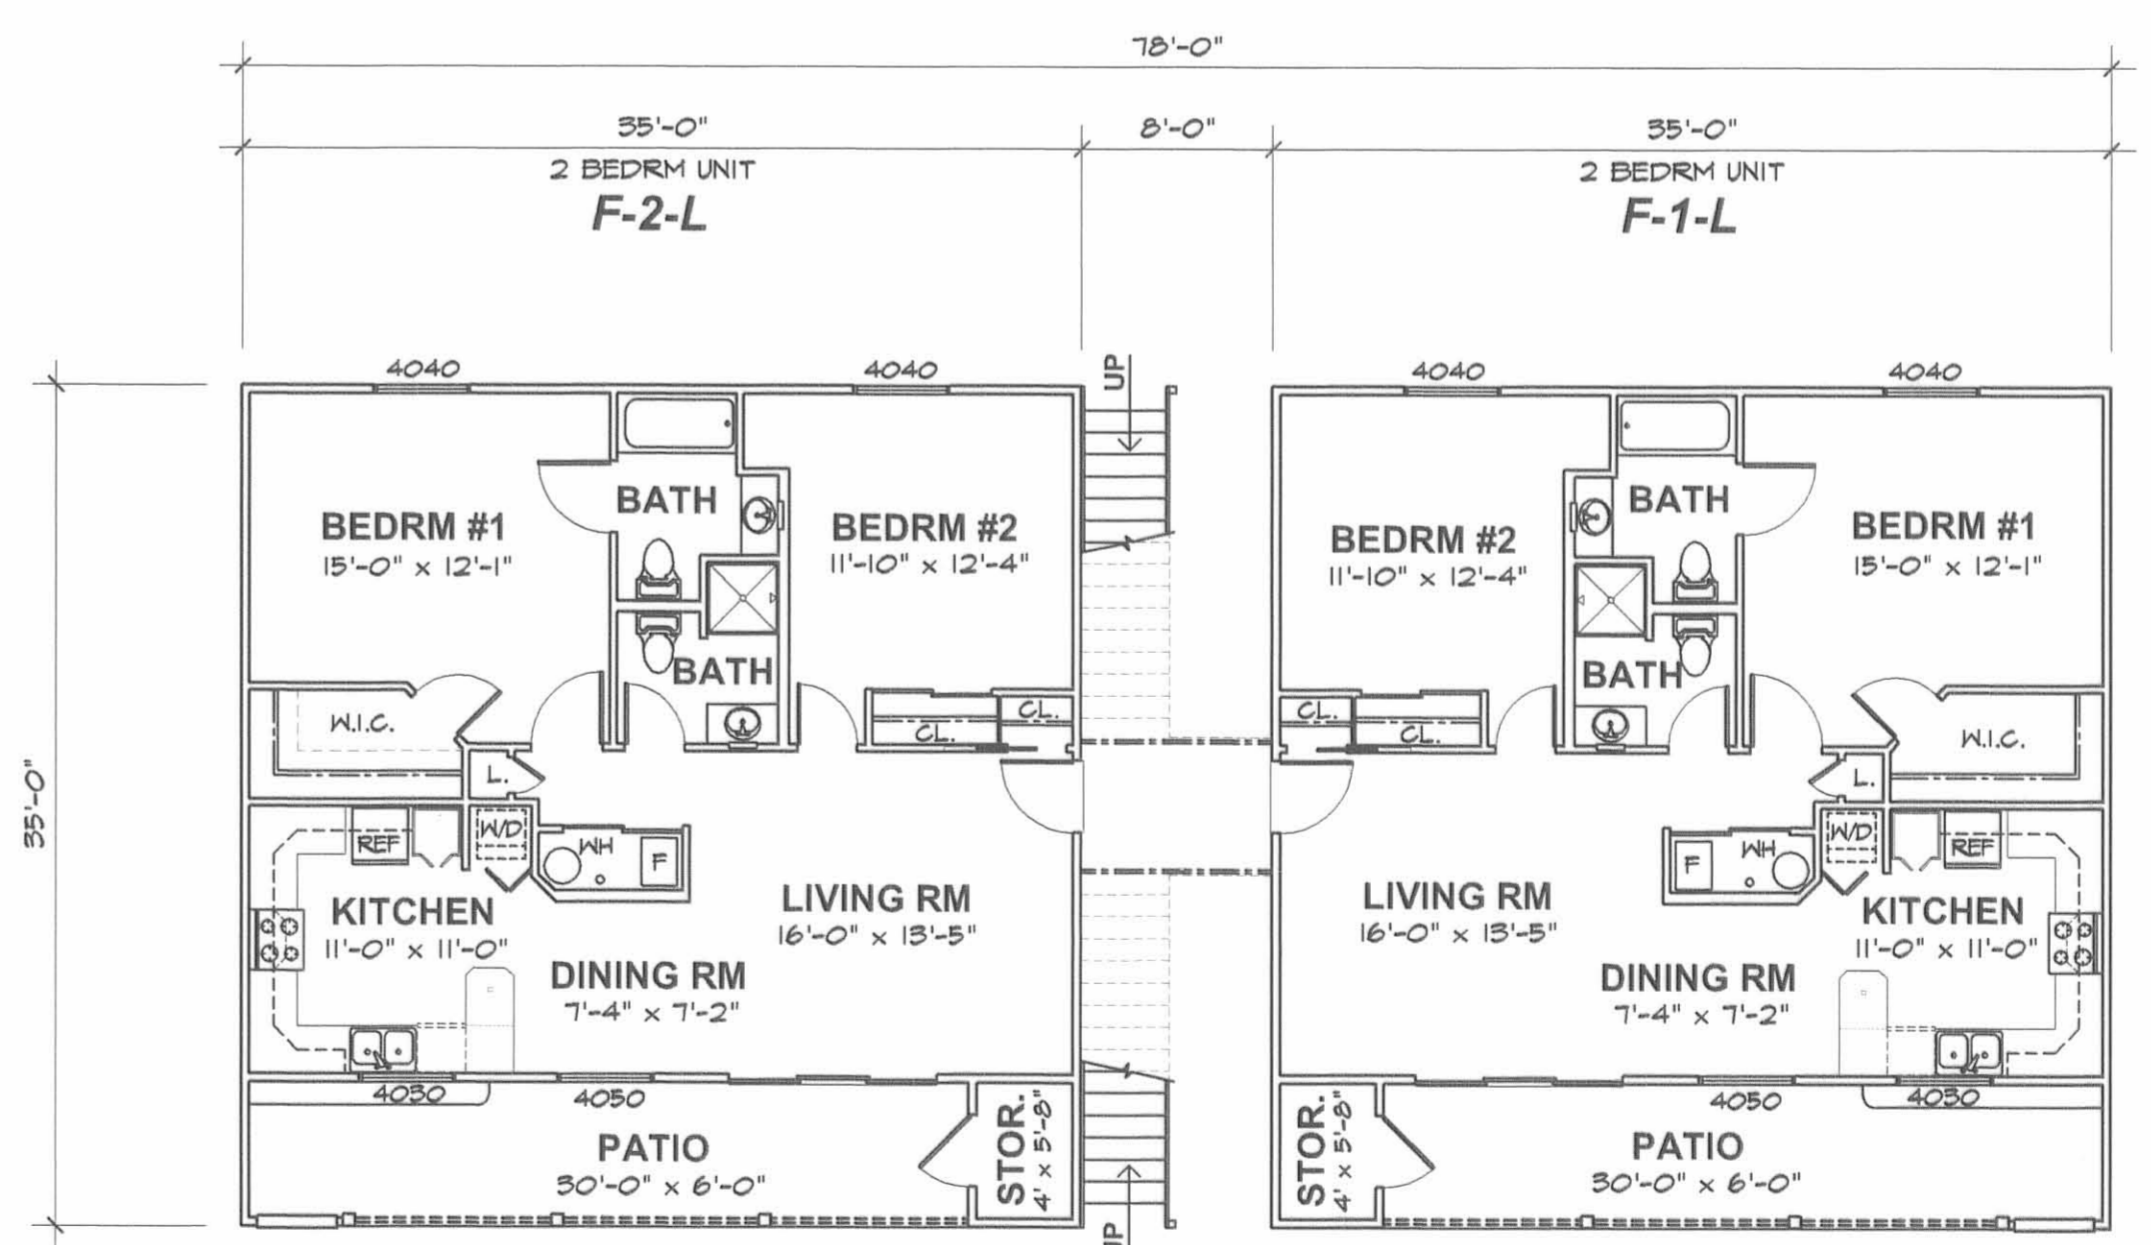 78'-0"
35'-0"
8'-0"
35'-0"
2 BEDRM UNIT
F-2-L
2 BEDRM UNIT
F-1-L
35'-0"
4040
4040
UP
4040
4040
BEDRM #1
15'-0" x 12'-1"
BATH
BEDRM #2
11'-10" x 12'-4"
BATH
W.I.C.
CL.
CL.
L.
REF
W/D
WH
F
KITCHEN
11'-0" x 11'-0"
LIVING RM
16'-0" x 13'-5"
DINING RM
7'-4" x 7'-2"
4030
4050
PATIO
30'-0" x 6'-0"
STOR.
4' x 5'-8"
UP
BEDRM #2
11'-10" x 12'-4"
BATH
BEDRM #1
15'-0" x 12'-1"
BATH
CL.
CL.
W.I.C.
L.
F
WH
W/D
REF
LIVING RM
16'-0" x 13'-5"
KITCHEN
11'-0" x 11'-0"
DINING RM
7'-4" x 7'-2"
4050
4030
STOR.
4' x 5'-8"
PATIO
30'-0" x 6'-0"